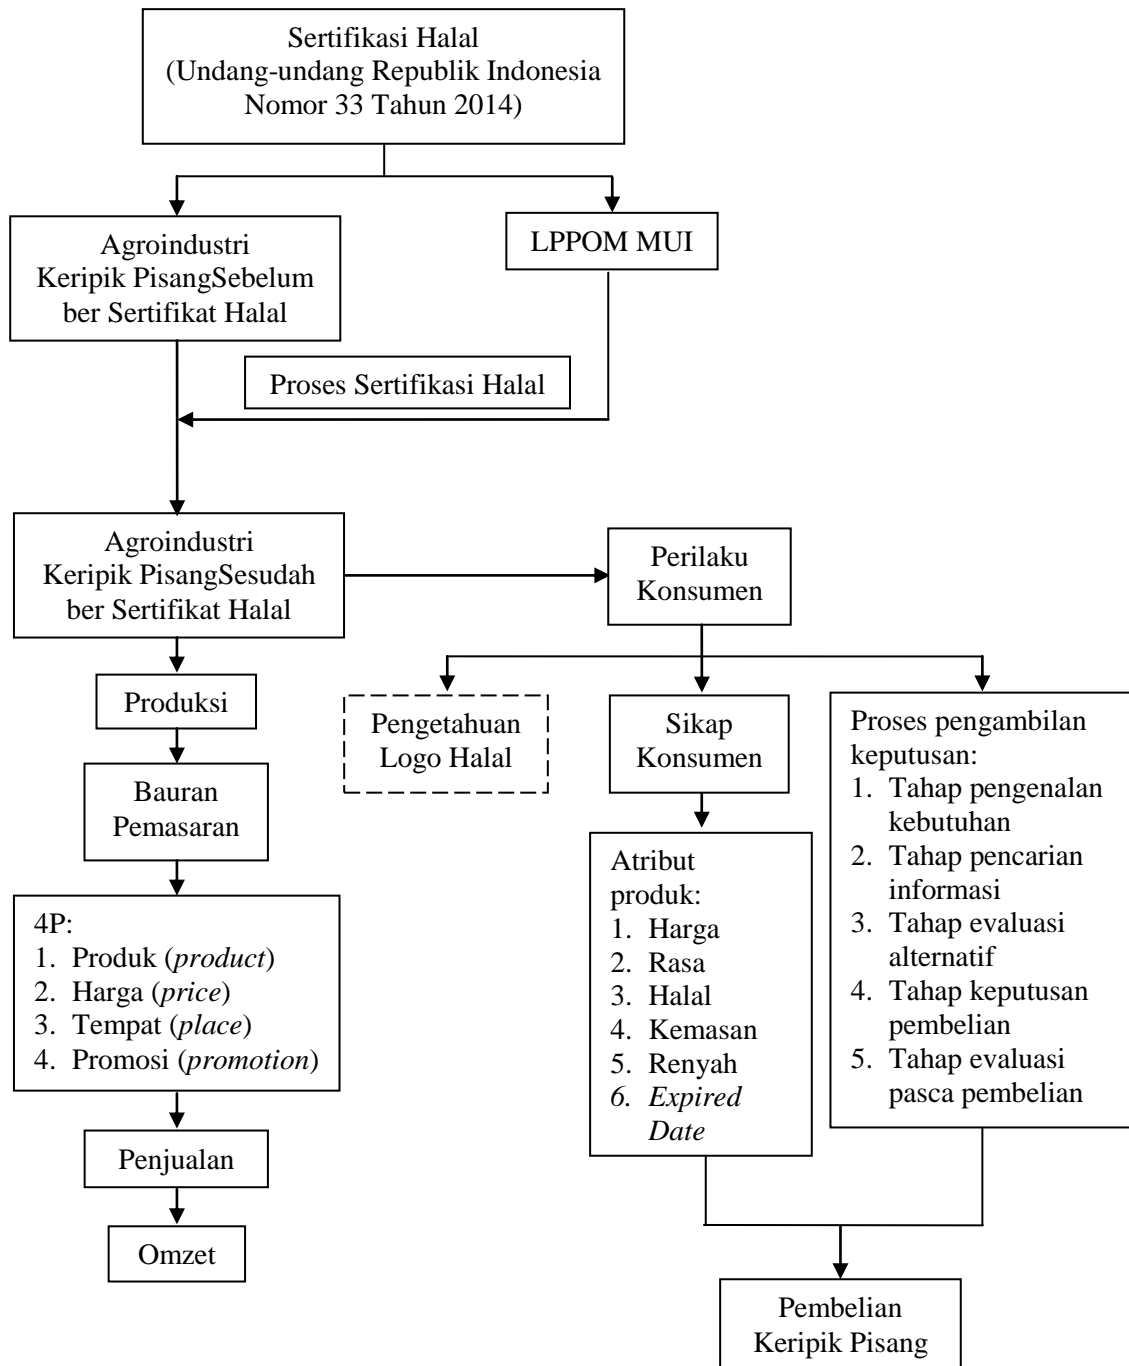 Sertifikasi Halal
(Undang-undang Republik Indonesia
Nomor 33 Tahun 2014)
Agroindustri
Keripik PisangSebelum
ber Sertifikat Halal
LPPOM MUI
Proses Sertifikasi Halal
Agroindustri
Keripik PisangSesudah
ber Sertifikat Halal
Perilaku
Konsumen
Produksi
Bauran
Pemasaran
4P:
1. Produk (product)
2. Harga (price)
3. Tempat (place)
4. Promosi (promotion)
Penjualan
Omzet
Pengetahuan
Logo Halal
Sikap
Konsumen
Atribut
produk:
1. Harga
2. Rasa
3. Halal
4. Kemasan
5. Renyah
6. Expired
Date
Proses pengambilan
keputusan:
1. Tahap pengenalan
kebutuhan
2. Tahap pencarian
informasi
3. Tahap evaluasi
alternatif
4. Tahap keputusan
pembelian
5. Tahap evaluasi
pasca pembelian
Pembelian
Keripik Pisang